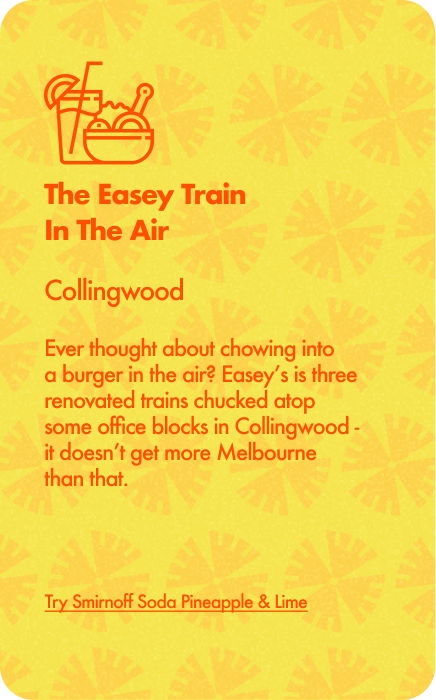 The Easey Train
In The Air
Collingwood
Ever thought about chowing into
a burger in the air? Easey’s is three
renovated trains chucked atop
some office blocks in Collingwood -
it doesn’t get more Melbourne
than that.
Try Smirnoff Soda Pineapple & Lime